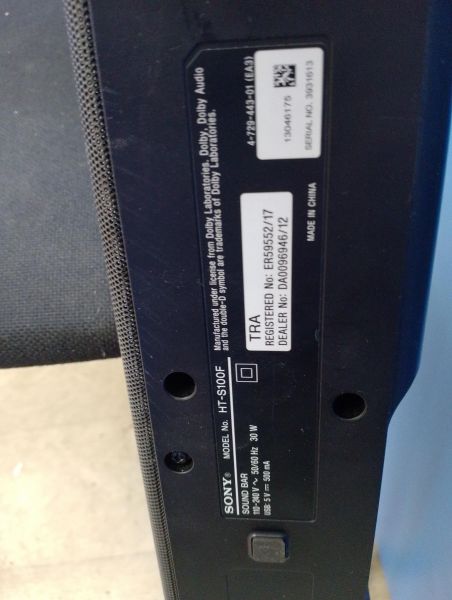 SONY® MODEL No. HT-S100F
SOUND BAR
110-240 V ~ 50/60 Hz 30 W
USB: 5 V ⎓ 500 mA
Manufactured under license from Dolby Laboratories. Dolby, Dolby Audio
and the double-D symbol are trademarks of Dolby Laboratories.
TRA
REGISTERED No: ER59552/17
DEALER No: DA0096946/12
4-729-443-01 (EA3)
MADE IN CHINA
13046175
SERIAL NO. 3931613